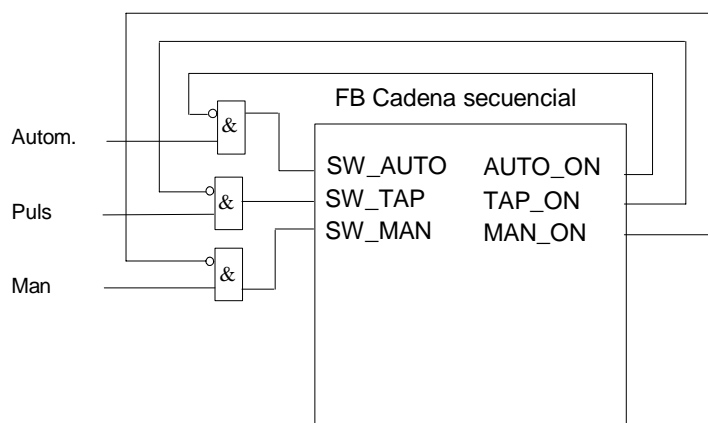 FB Cadena secuencial
Autom.
&
SW_AUTO AUTO_ON
Puls
&
SW_TAP TAP_ON
SW_MAN MAN_ON
Man
&